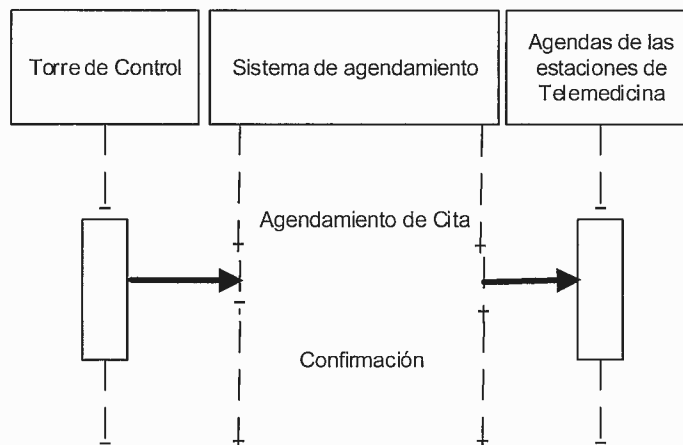 Torre de Control
Sistema de agendamiento
Agendas de las
estaciones de
Telemedicina
Agendamiento de Cita
Confirmación